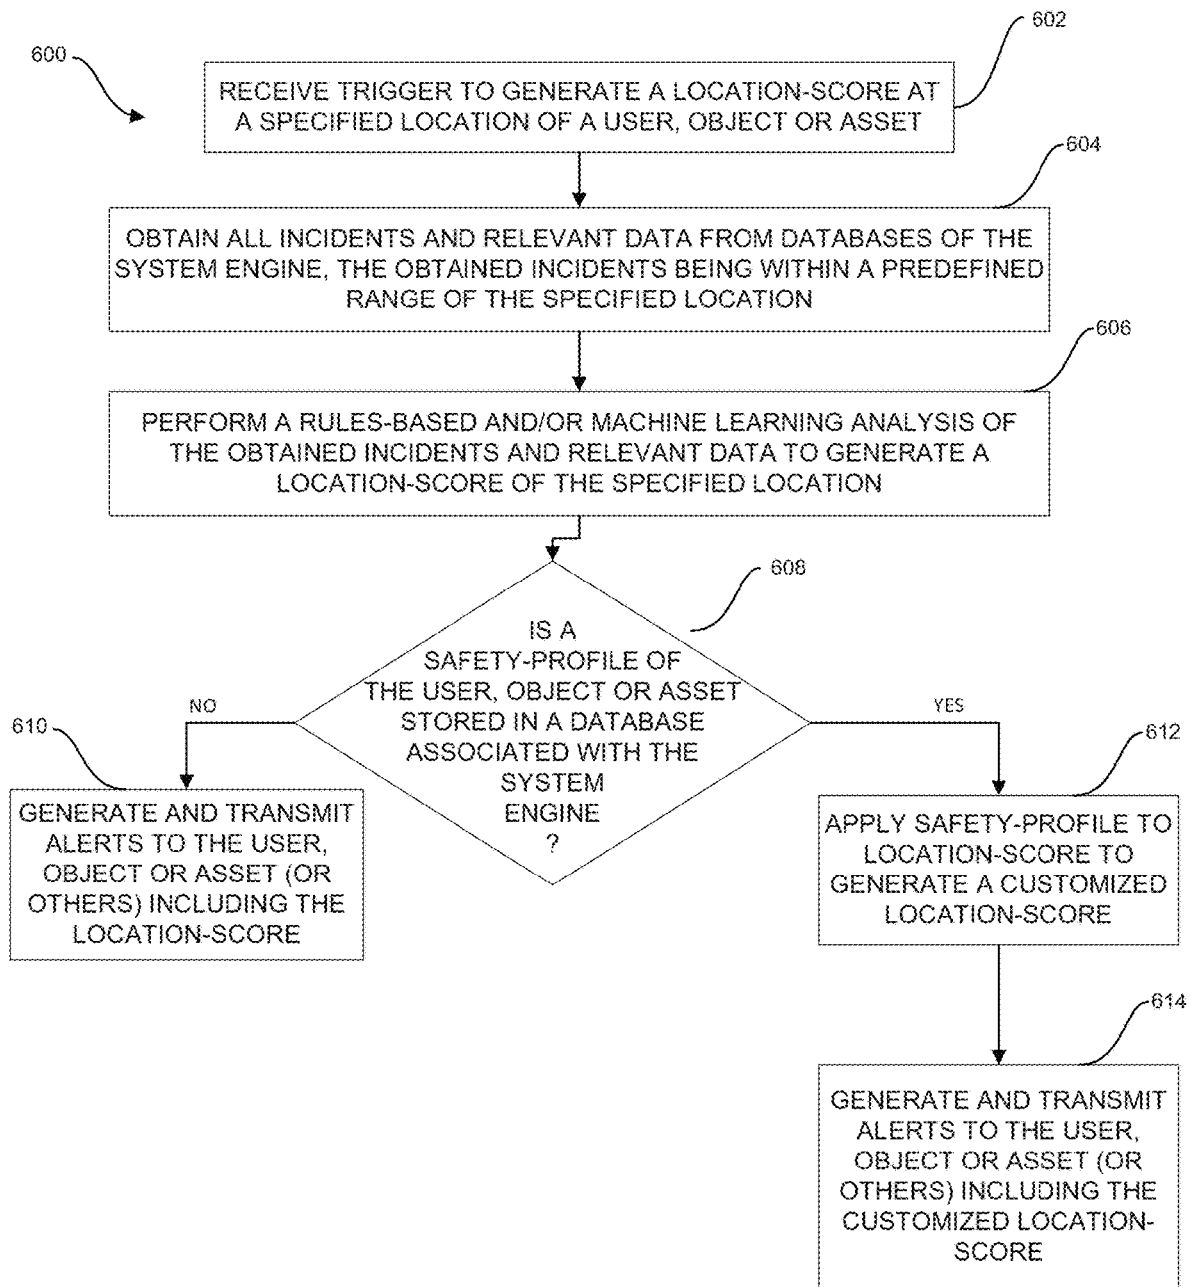 600
602
RECEIVE TRIGGER TO GENERATE A LOCATION-SCORE AT
A SPECIFIED LOCATION OF A USER, OBJECT OR ASSET
604
OBTAIN ALL INCIDENTS AND RELEVANT DATA FROM DATABASES OF THE
SYSTEM ENGINE, THE OBTAINED INCIDENTS BEING WITHIN A PREDEFINED
RANGE OF THE SPECIFIED LOCATION
606
PERFORM A RULES-BASED AND/OR MACHINE LEARNING ANALYSIS OF
THE OBTAINED INCIDENTS AND RELEVANT DATA TO GENERATE A
LOCATION-SCORE OF THE SPECIFIED LOCATION
608
IS A
SAFETY-PROFILE OF
THE USER, OBJECT OR ASSET
STORED IN A DATABASE
ASSOCIATED WITH THE
SYSTEM
ENGINE
?
NO
YES
610
GENERATE AND TRANSMIT
ALERTS TO THE USER,
OBJECT OR ASSET (OR
OTHERS) INCLUDING THE
LOCATION-SCORE
612
APPLY SAFETY-PROFILE TO
LOCATION-SCORE TO
GENERATE A CUSTOMIZED
LOCATION-SCORE
614
GENERATE AND TRANSMIT
ALERTS TO THE USER,
OBJECT OR ASSET (OR
OTHERS) INCLUDING THE
CUSTOMIZED LOCATION-
SCORE